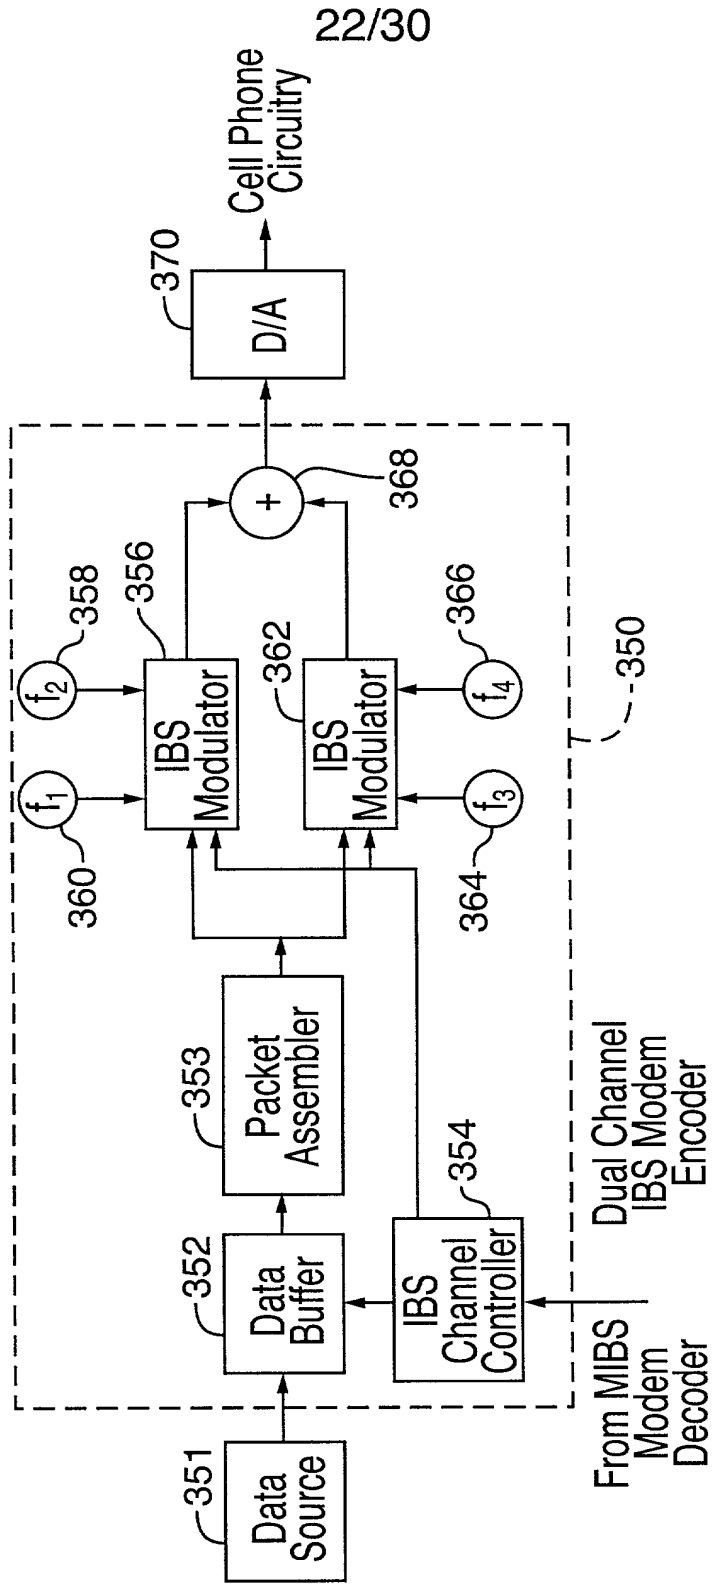 22/30
351
Data
Source
352
Data
Buffer
353
Packet
Assembler
IBS
Channel
Controller
354
From MIBS
Modem
Decoder
Dual Channel
IBS Modem
Encoder
f1
360
f2
358
IBS
Modulator
356
IBS
Modulator
362
f3
364
f4
366
+
368
350
D/A
370
Cell Phone
Circuitry